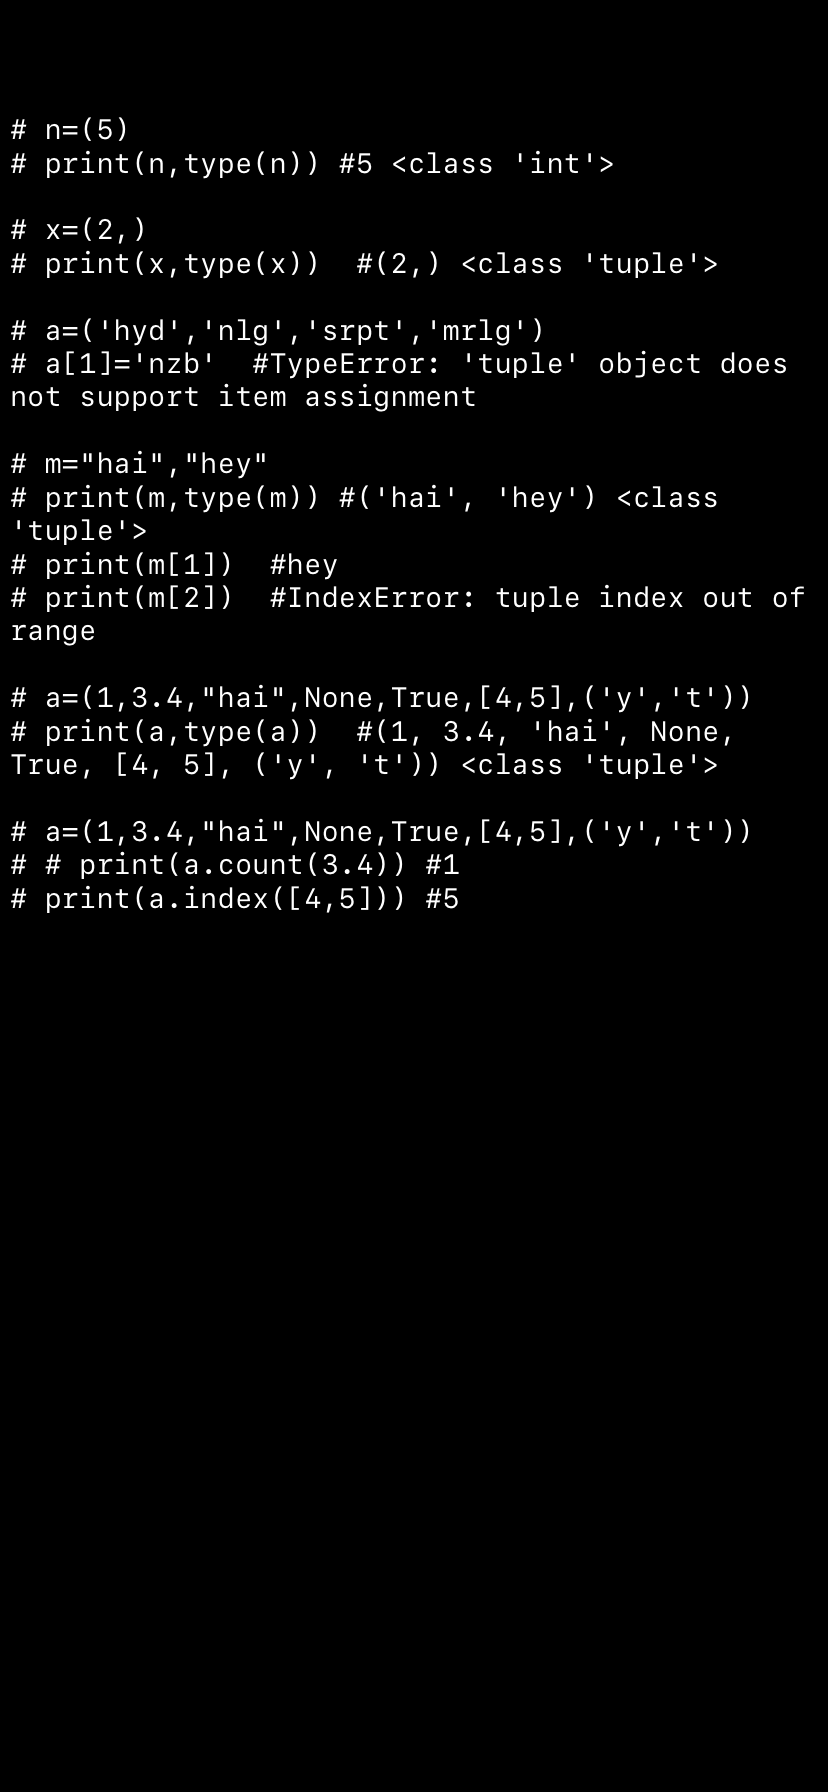 # n=(5)
# print(n,type(n)) #5 <class 'int'>
# x=(2,)
# print(x,type(x))  #(2,) <class 'tuple'>
# a=('hyd','nlg','srpt','mrlg')
# a[1]='nzb'  #TypeError: 'tuple' object does
not support item assignment
# m="hai","hey"
# print(m,type(m)) #('hai', 'hey') <class
'tuple'>
# print(m[1])  #hey
# print(m[2])  #IndexError: tuple index out of
range
# a=(1,3.4,"hai",None,True,[4,5],('y','t'))
# print(a,type(a))  #(1, 3.4, 'hai', None,
True, [4, 5], ('y', 't')) <class 'tuple'>
# a=(1,3.4,"hai",None,True,[4,5],('y','t'))
# # print(a.count(3.4)) #1
# print(a.index([4,5])) #5